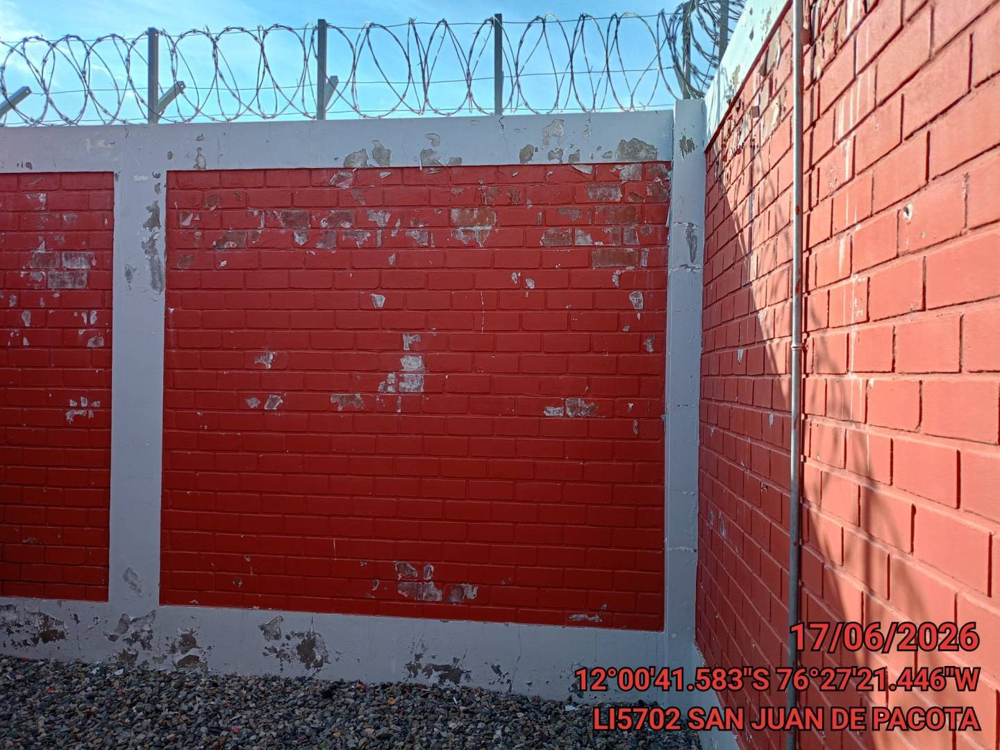 17/06/2026
12°00'41.583"S 76°27'21.446"W
LI5702 SAN JUAN DE PACOTA